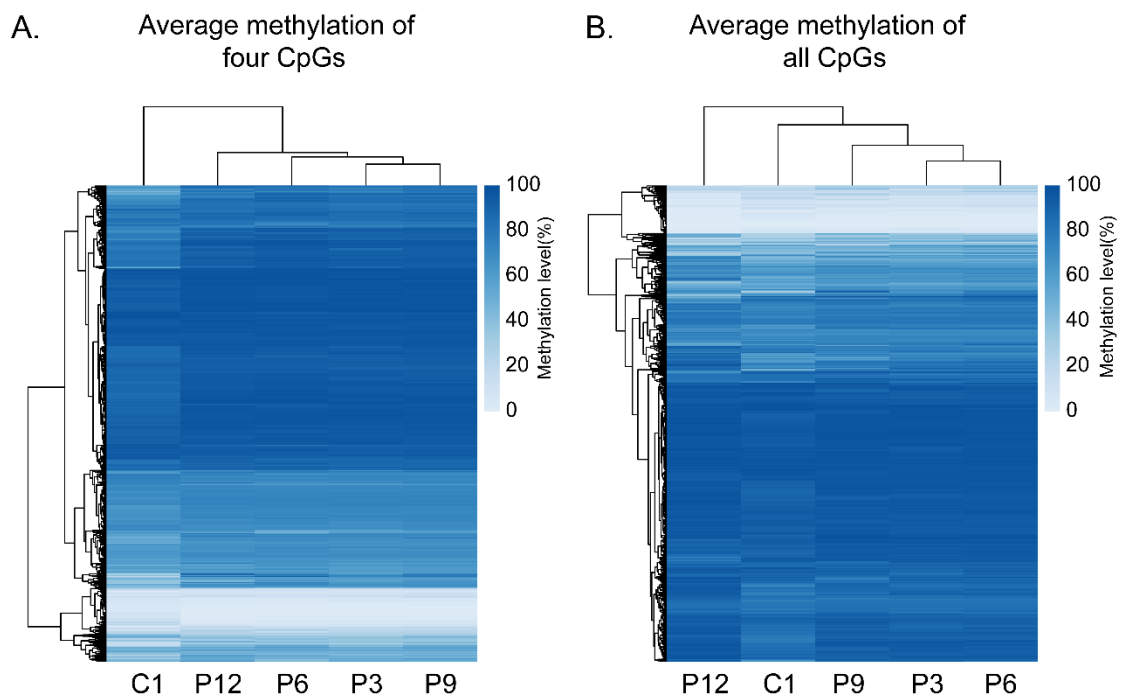 A.
Average methylation of
four CpGs
100
80
60
40
20
0
Methylation level(%)
C1 P12 P6 P3 P9
B.
Average methylation of
all CpGs
100
80
60
40
20
0
Methylation level(%)
P12 C1 P9 P3 P6